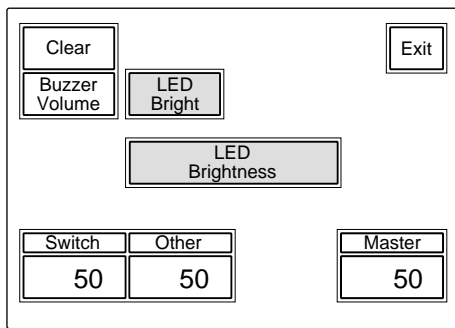 Clear
Exit
Buzzer
Volume
LED
Bright
LED
Brightness
Switch
Other
Master
50
50
50